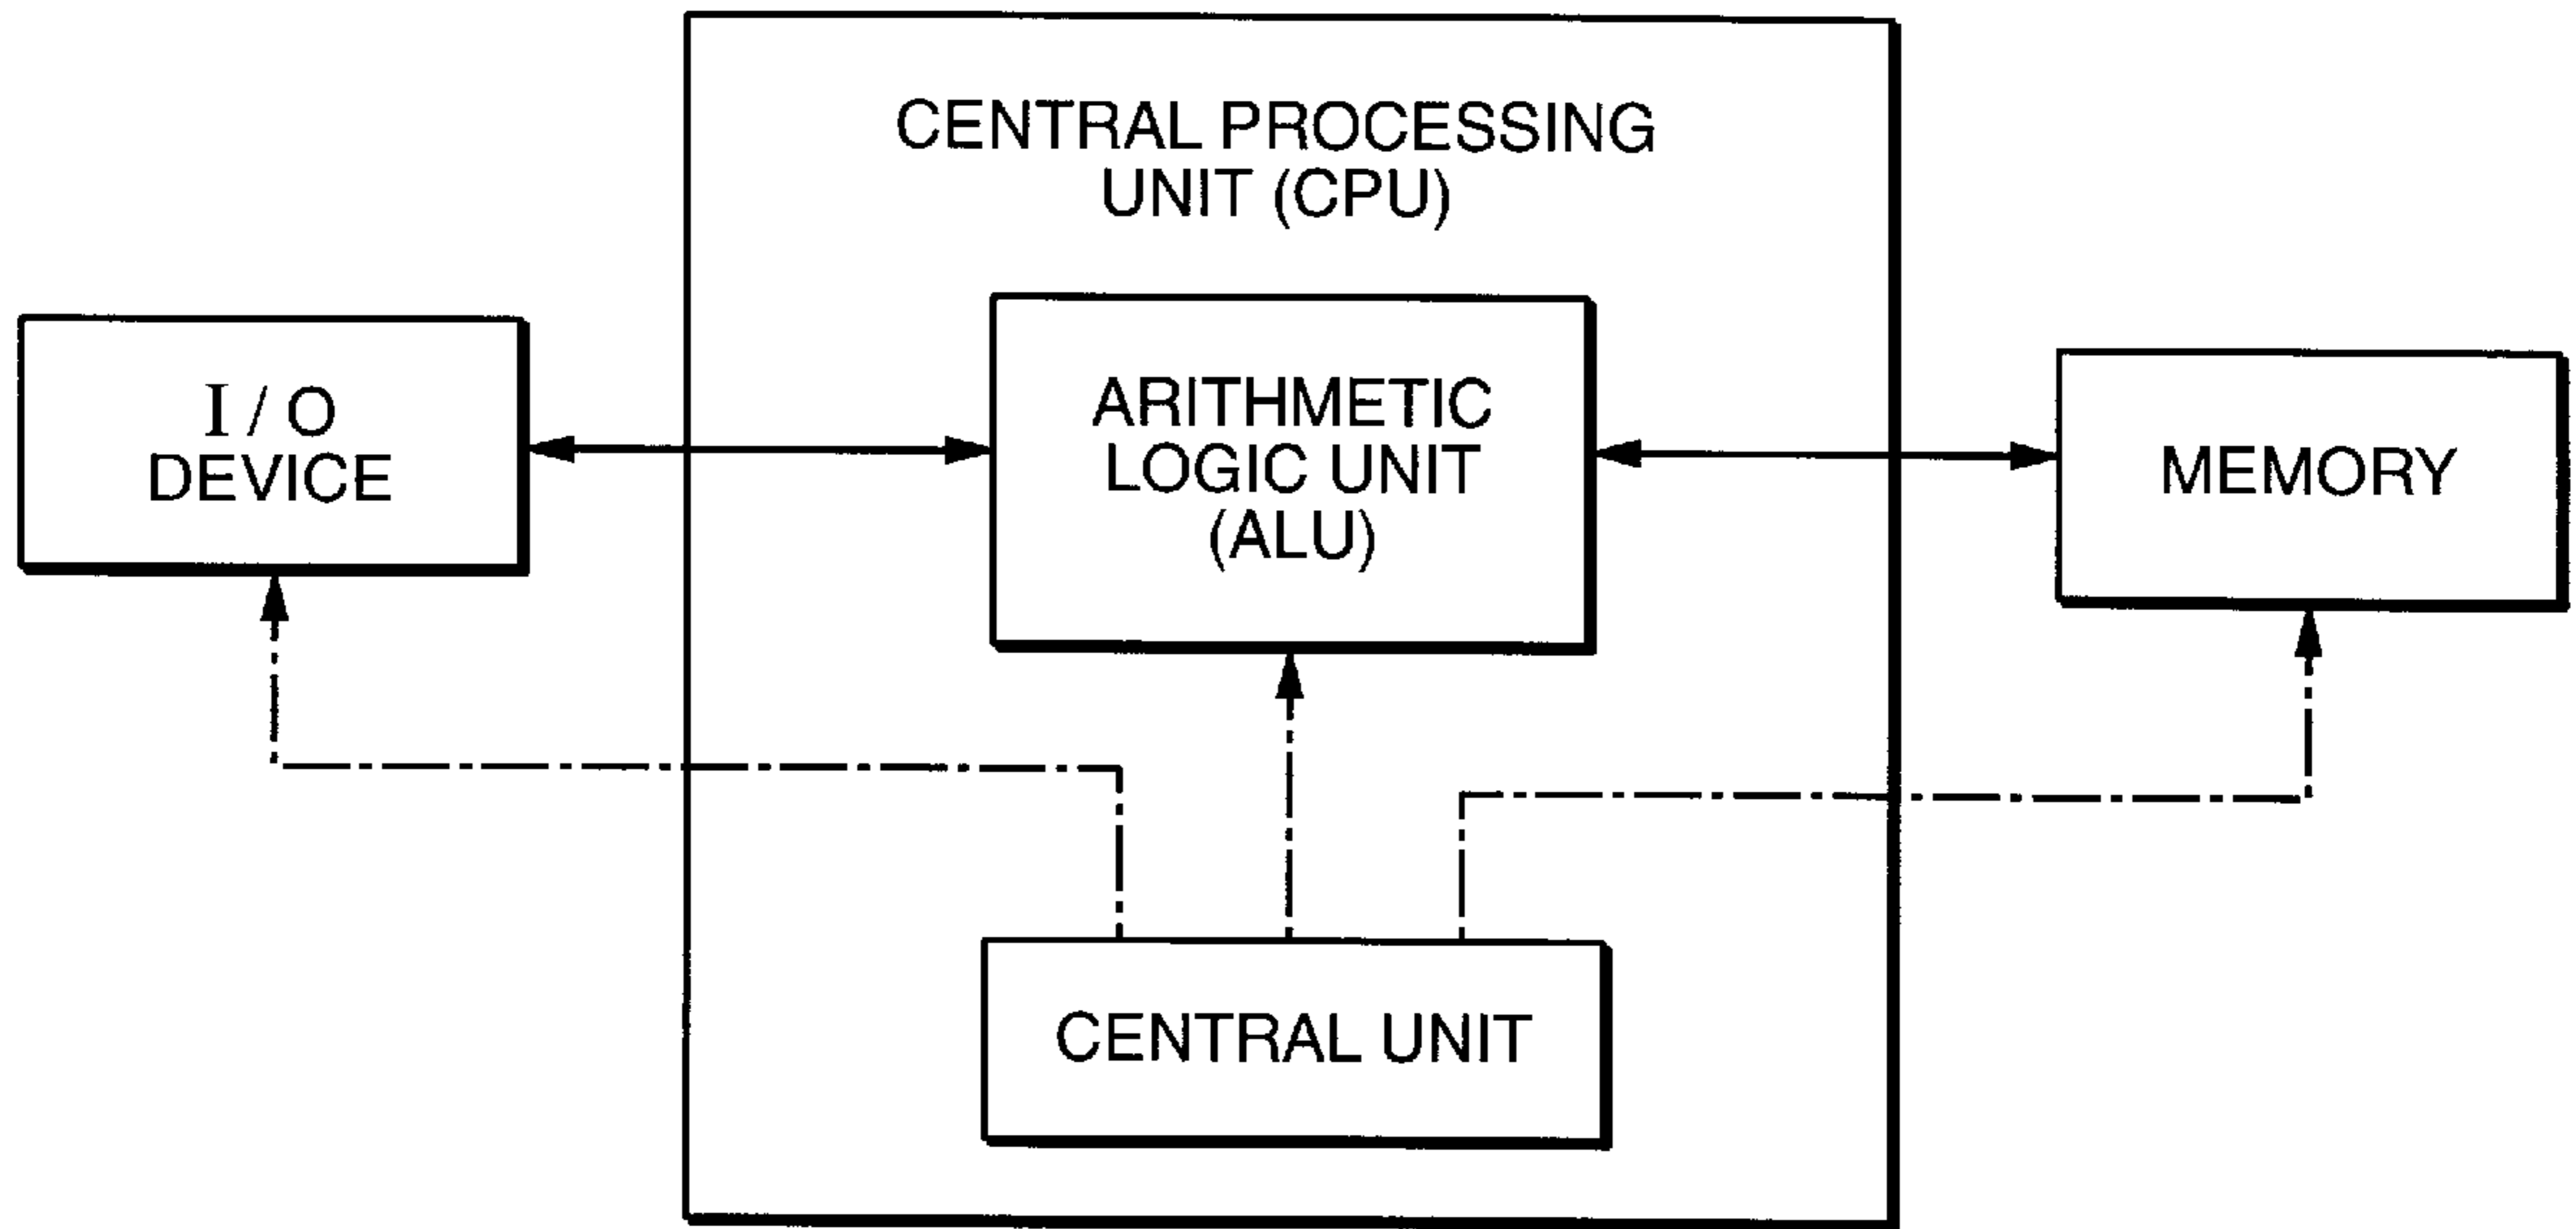 CENTRAL PROCESSING
UNIT (CPU)
I / O
DEVICE
ARITHMETIC
LOGIC UNIT
(ALU)
MEMORY
CENTRAL UNIT